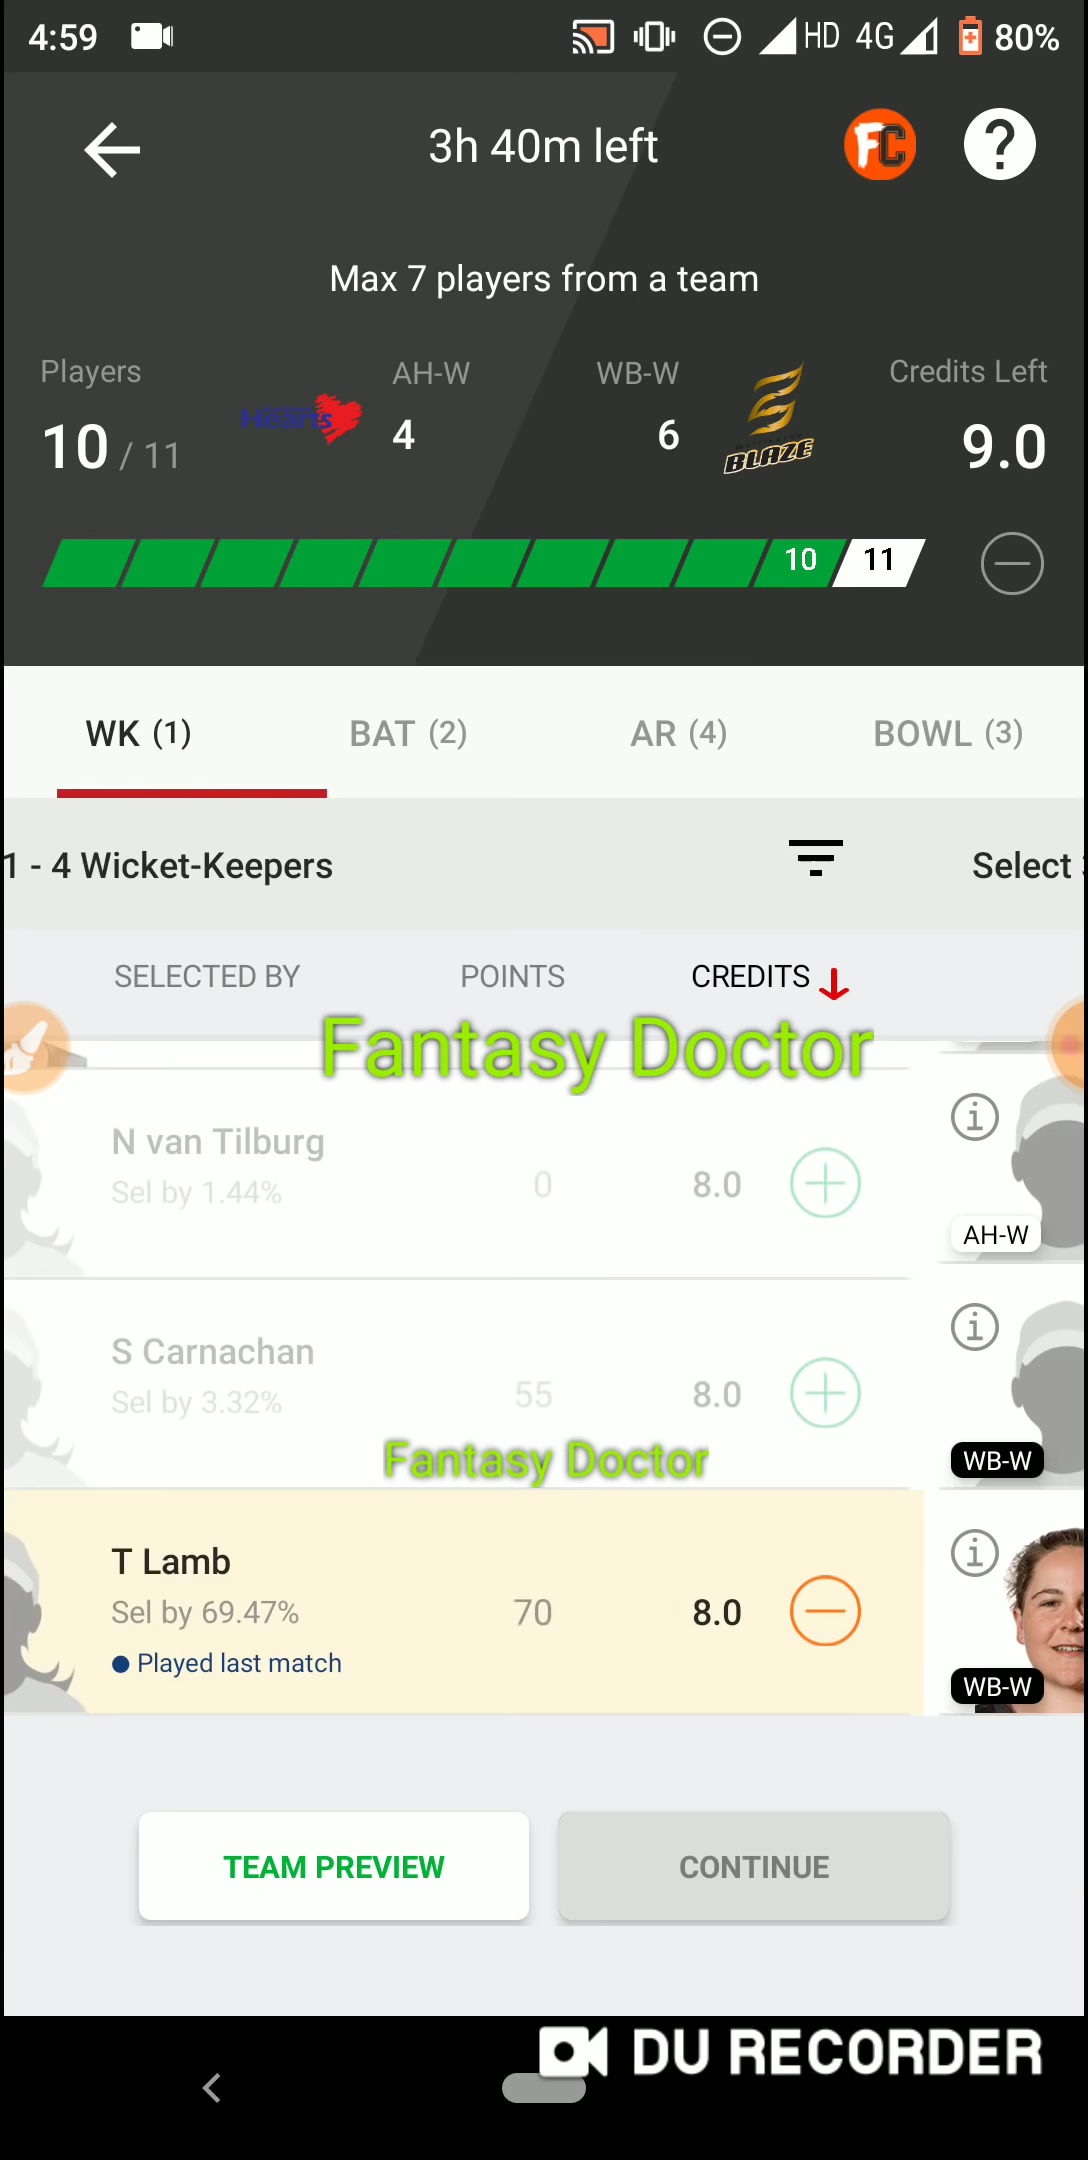 4:59 HD 4G 80%
3h 40m left FC ?
Max 7 players from a team
Players AH-W WB-W Credits Left
Hearts
10 / 11 4 6 9.0
BLAZE
10 11
WK (1) BAT (2) AR (4) BOWL (3)
1 - 4 Wicket-Keepers Select
SELECTED BY POINTS CREDITS
Fantasy Doctor
N van Tilburg
Sel by 1.44% 0 8.0
AH-W
S Carnachan
Sel by 3.32% 55 8.0
Fantasy Doctor
WB-W
T Lamb
Sel by 69.47% 70 8.0
Played last match
WB-W
TEAM PREVIEW CONTINUE
DU RECORDER